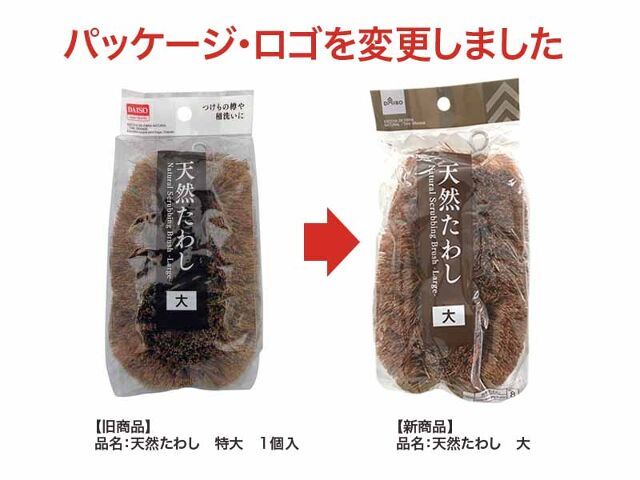 パッケージ・ロゴを変更しました
DAISO
つけもの樽や
桶洗いに
天然たわし
Natural Scrubbing Brush -Large-
大
DAISO
天然たわし
Natural Scrubbing Brush -Large-
大
【旧商品】
品名：天然たわし　特大　1個入
【新商品】
品名：天然たわし　大